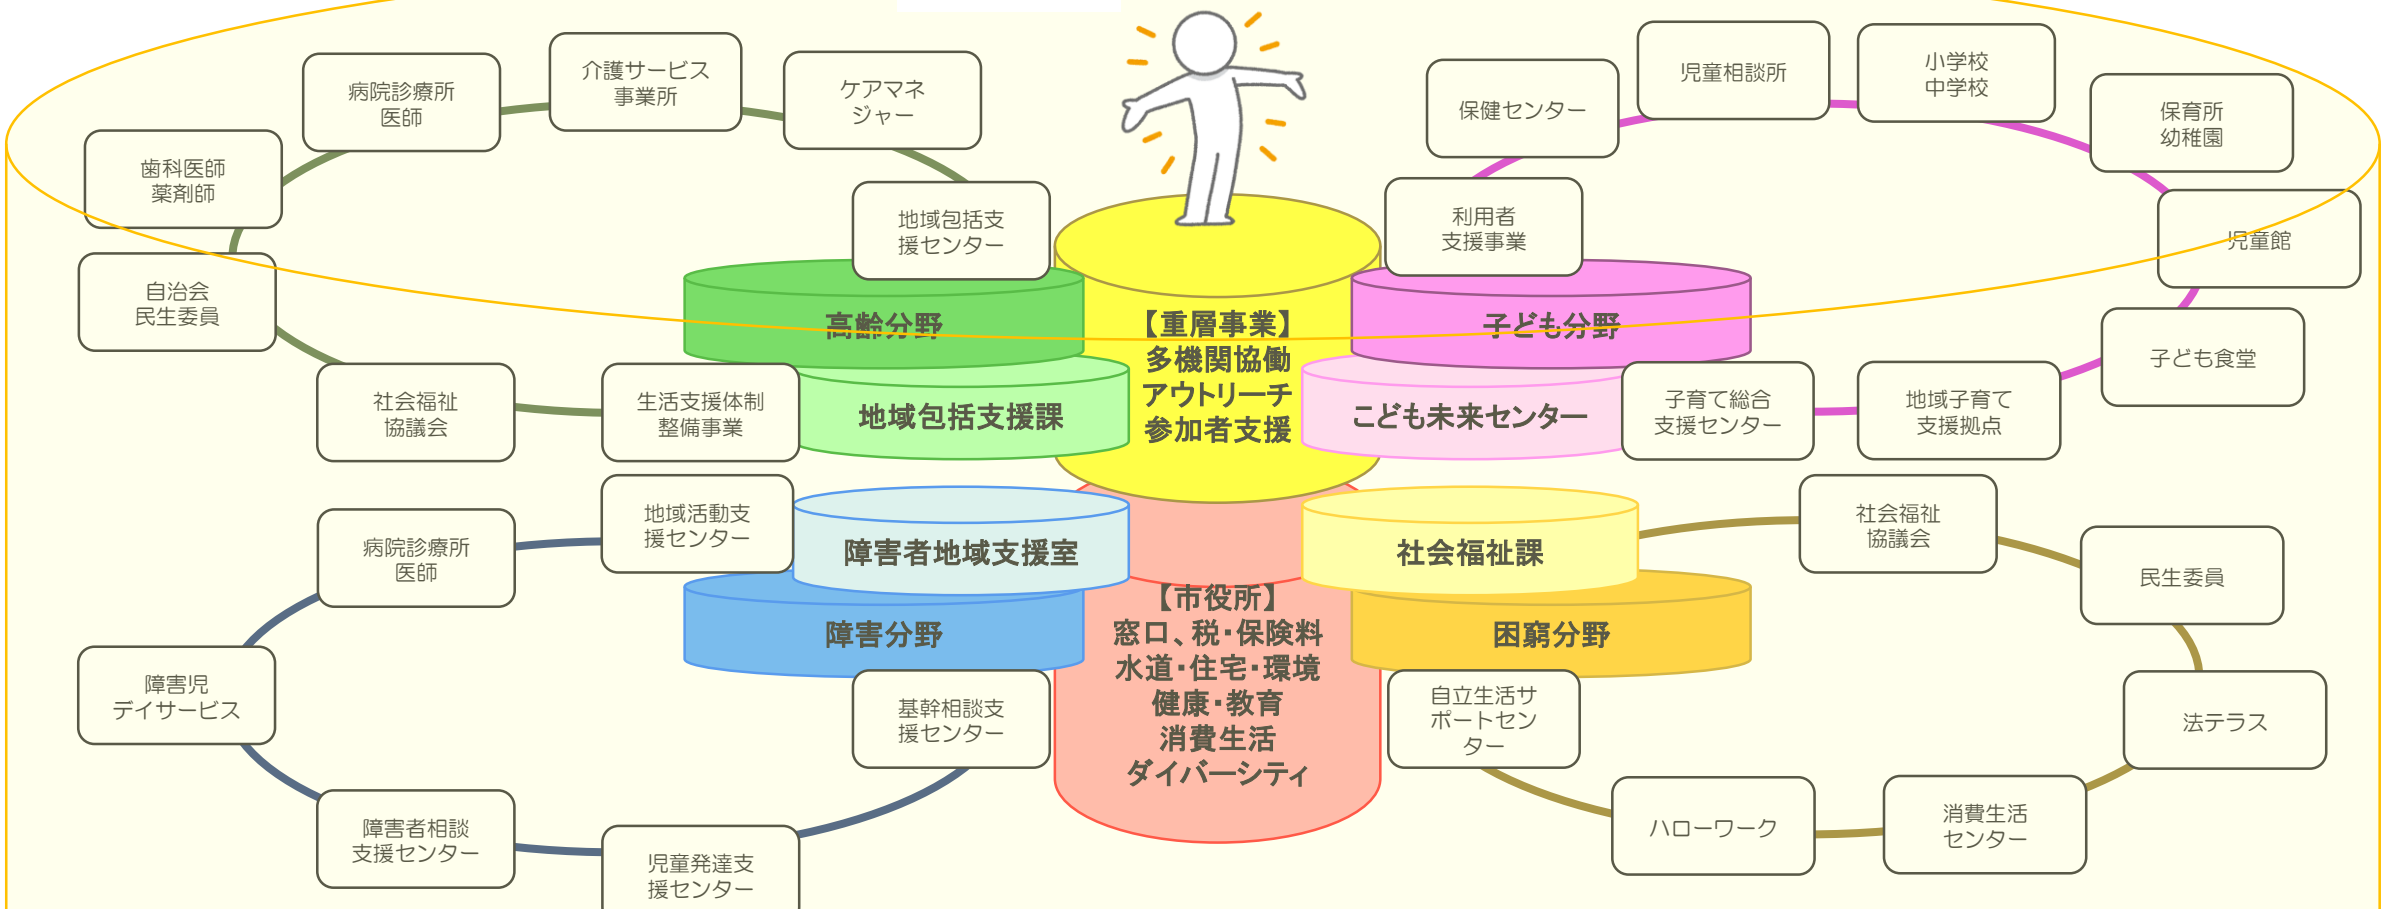 病院診療所
医師
介護サービス
事業所
ケアマネ
ジャー
歯科医師
薬剤師
地域包括支
援センター
自治会
民生委員
高齢分野
社会福祉
協議会
生活支援体制
整備事業
地域包括支援課
【重層事業】
多機関協働
アウトリーチ
参加者支援
保健センター
児童相談所
小学校
中学校
保育所
幼稚園
利用者
支援事業
児童館
子ども分野
子ども食堂
こども未来センター
子育て総合
支援センター
地域子育て
支援拠点
地域活動支
援センター
病院診療所
医師
障害者地域支援室
障害分野
障害児
デイサービス
基幹相談支
援センター
障害者相談
支援センター
児童発達支
援センター
【市役所】
窓口、税・保険料
水道・住宅・環境
健康・教育
消費生活
ダイバーシティ
社会福祉課
社会福祉
協議会
民生委員
困窮分野
自立生活サ
ポートセン
ター
法テラス
ハローワーク
消費生活
センター